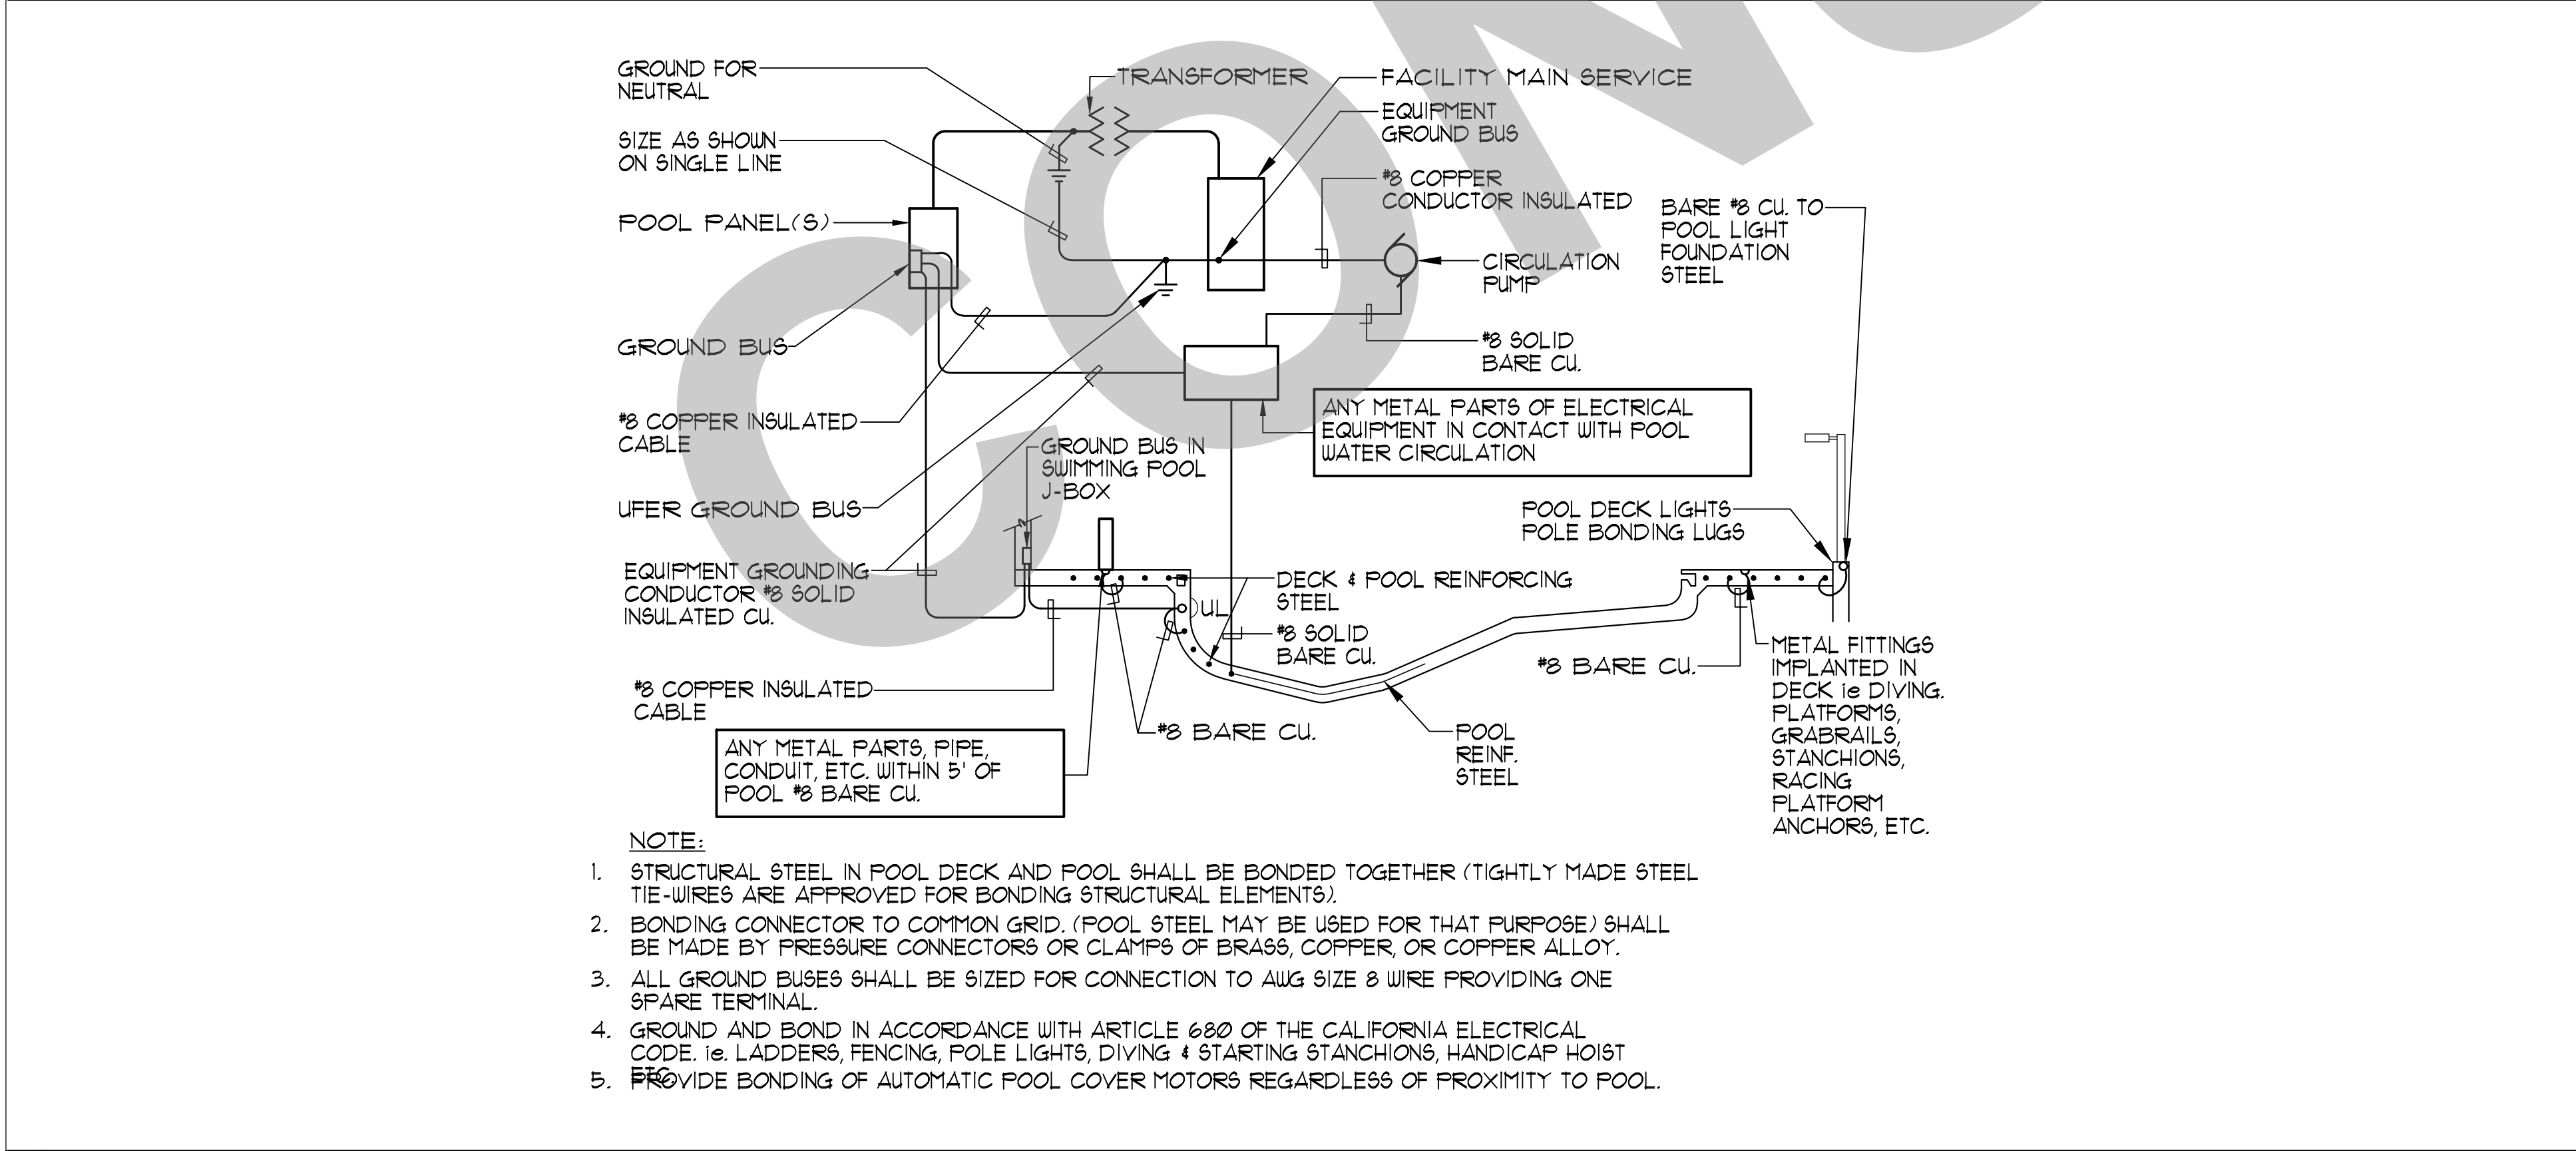 GROUND FOR
NEUTRAL
SIZE AS SHOWN
ON SINGLE LINE
POOL PANEL(S)
GROUND BUS
#8 COPPER INSULATED
CABLE
UFER GROUND BUS
EQUIPMENT GROUNDING
CONDUCTOR #8 SOLID
INSULATED CU.
#8 COPPER INSULATED
CABLE
ANY METAL PARTS, PIPE,
CONDUIT, ETC. WITHIN 5' OF
POOL #8 BARE CU.
TRANSFORMER
FACILITY MAIN SERVICE
EQUIPMENT
GROUND BUS
#8 COPPER
CONDUCTOR INSULATED
BARE #8 CU. TO
POOL LIGHT
FOUNDATION
STEEL
CIRCULATION
PUMP
#8 SOLID
BARE CU.
ANY METAL PARTS OF ELECTRICAL
EQUIPMENT IN CONTACT WITH POOL
WATER CIRCULATION
GROUND BUS IN
SWIMMING POOL
J-BOX
POOL DECK LIGHTS
POLE BONDING LUGS
DECK & POOL REINFORCING
STEEL
UL
#8 SOLID
BARE CU.
#8 BARE CU.
#8 BARE CU.
POOL
REINF.
STEEL
METAL FITTINGS
IMPLANTED IN
DECK ie DIVING.
PLATFORMS,
GRABRAILS,
STANCHIONS,
RACING
PLATFORM
ANCHORS, ETC.
NOTE:
1. STRUCTURAL STEEL IN POOL DECK AND POOL SHALL BE BONDED TOGETHER (TIGHTLY MADE STEEL
TIE-WIRES ARE APPROVED FOR BONDING STRUCTURAL ELEMENTS).
2. BONDING CONNECTOR TO COMMON GRID. (POOL STEEL MAY BE USED FOR THAT PURPOSE) SHALL
BE MADE BY PRESSURE CONNECTORS OR CLAMPS OF BRASS, COPPER, OR COPPER ALLOY.
3. ALL GROUND BUSES SHALL BE SIZED FOR CONNECTION TO AWG SIZE 8 WIRE PROVIDING ONE
SPARE TERMINAL.
4. GROUND AND BOND IN ACCORDANCE WITH ARTICLE 680 OF THE CALIFORNIA ELECTRICAL
CODE. ie. LADDERS, FENCING, POLE LIGHTS, DIVING & STARTING STANCHIONS, HANDICAP HOIST
ETC.
5. PROVIDE BONDING OF AUTOMATIC POOL COVER MOTORS REGARDLESS OF PROXIMITY TO POOL.